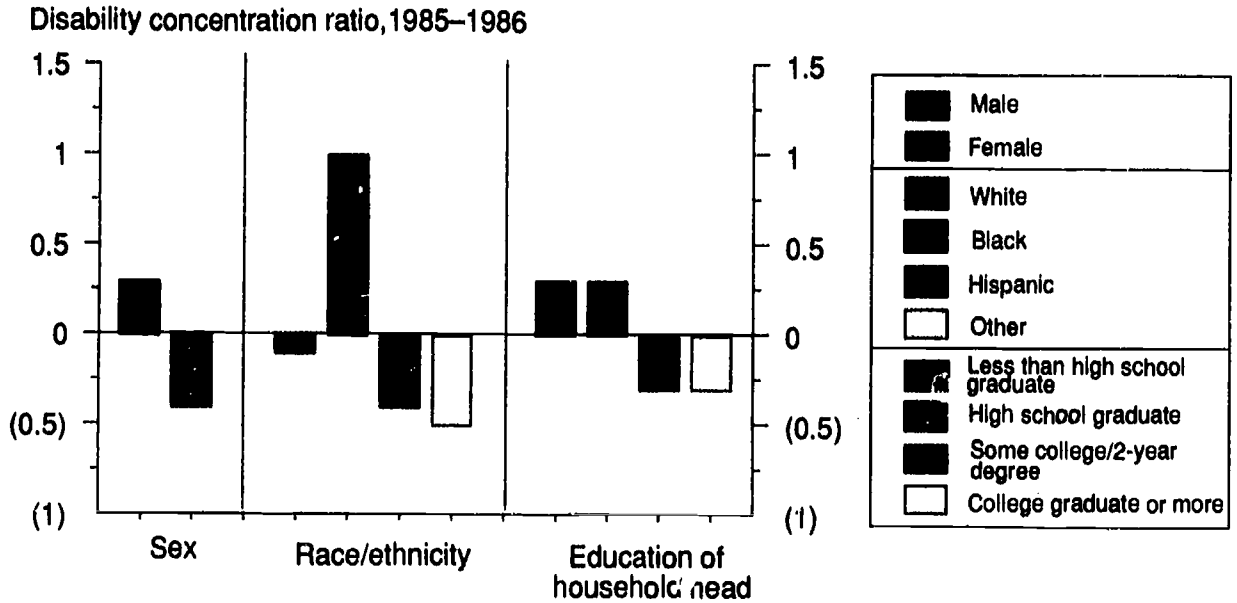 Disability concentration ratio, 1985–1986
1.5
1
0.5
0
(0.5)
(1)
1.5
1
0.5
0
(0.5)
(1)
Sex
Race/ethnicity
Education of
household head
Male
Female
White
Black
Hispanic
Other
Less than high school
graduate
High school graduate
Some college/2-year
degree
College graduate or more